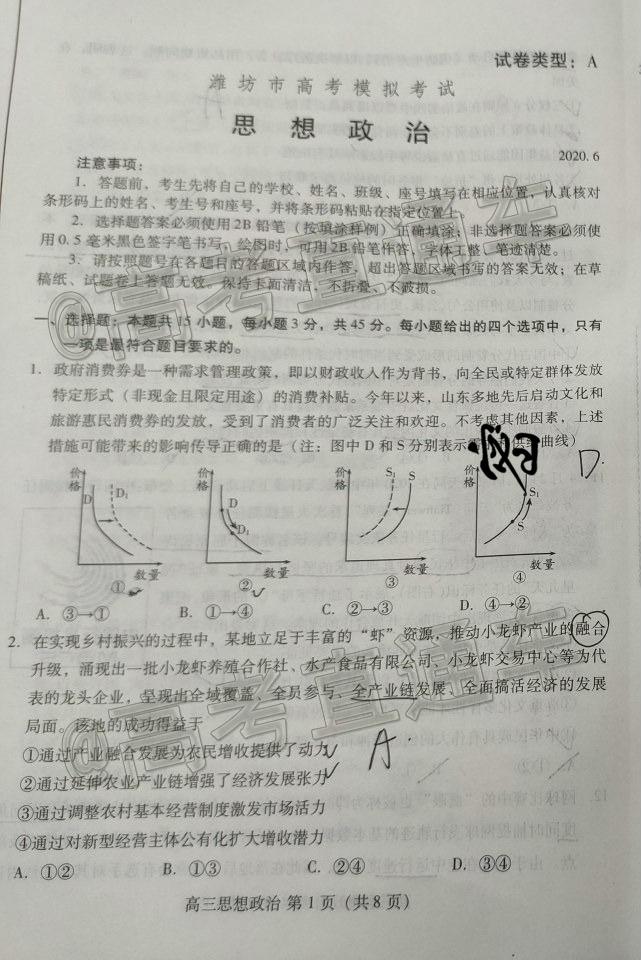 试卷类型：A
潍坊市高考模拟考试
思 想 政 治
2020.6
注意事项：
1．答题前，考生先将自己的学校、姓名、班级、座号填写在相应位置，认真核对
条形码上的姓名、考生号和座号，并将条形码粘贴在指定位置上。
2．选择题答案必须使用2B铅笔（按填涂样例）正确填涂；非选择题答案必须使
用0.5毫米黑色签字笔书写，绘图时，可用2B铅笔作答，字体工整、笔迹清楚。
3．请按照题号在各题目的答题区域内作答，超出答题区域书写的答案无效；在草
稿纸、试题卷上答题无效。保持卡面清洁，不折叠、不破损。
一、选择题：本题共15小题，每小题3分，共45分。每小题给出的四个选项中，只有
一项是最符合题目要求的。
1．政府消费券是一种需求管理政策，即以财政收入作为背书，向全民或特定群体发放
特定形式（非现金且限定用途）的消费补贴。今年以来，山东多地先后启动文化和
旅游惠民消费券的发放，受到了消费者的广泛关注和欢迎。不考虑其他因素，上述
措施可能带来的影响传导正确的是（注：图中D和S分别表示需求和供给曲线）
D.
价格 D D₁ 数量 ①
价格 D D₁ 数量 ②
价格 S₁ S 数量 ③
价格 S₁ S 数量 ④
A．③→① B．①→④ C．②→③ D．④→②
2．在实现乡村振兴的过程中，某地立足于丰富的“虾”资源，推动小龙虾产业的融合
升级，涌现出一批小龙虾养殖合作社、水产食品有限公司、小龙虾交易中心等为代
表的龙头企业，呈现出全域覆盖、全员参与、全产业链发展、全面搞活经济的发展
局面。该地的成功得益于
①通过产业融合发展为农民增收提供了动力
A.
②通过延伸农业产业链增强了经济发展张力
③通过调整农村基本经营制度激发市场活力
④通过对新型经营主体公有化扩大增收潜力
A．①② B．①③ C．②④ D．③④
高三思想政治 第1页（共8页）
@高考直通车
@高考直通车